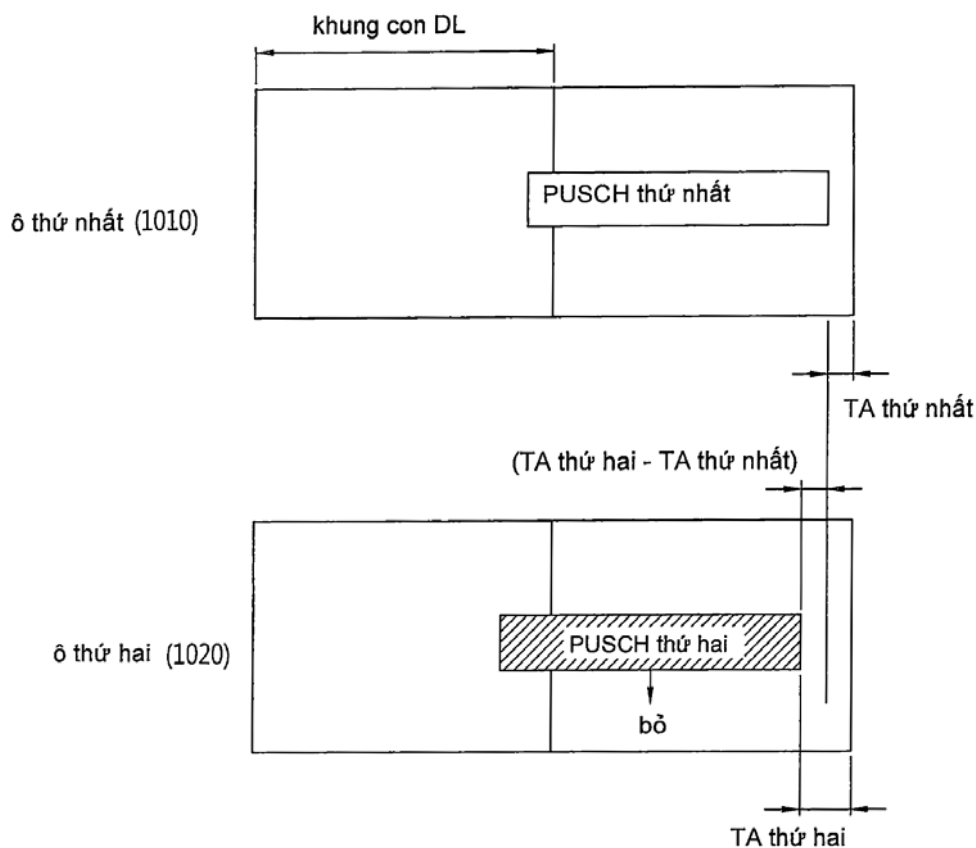 khung con DL
PUSCH thứ nhất
ô thứ nhất (1010)
TA thứ nhất
(TA thứ hai - TA thứ nhất)
PUSCH thứ hai
ô thứ hai (1020)
bỏ
TA thứ hai